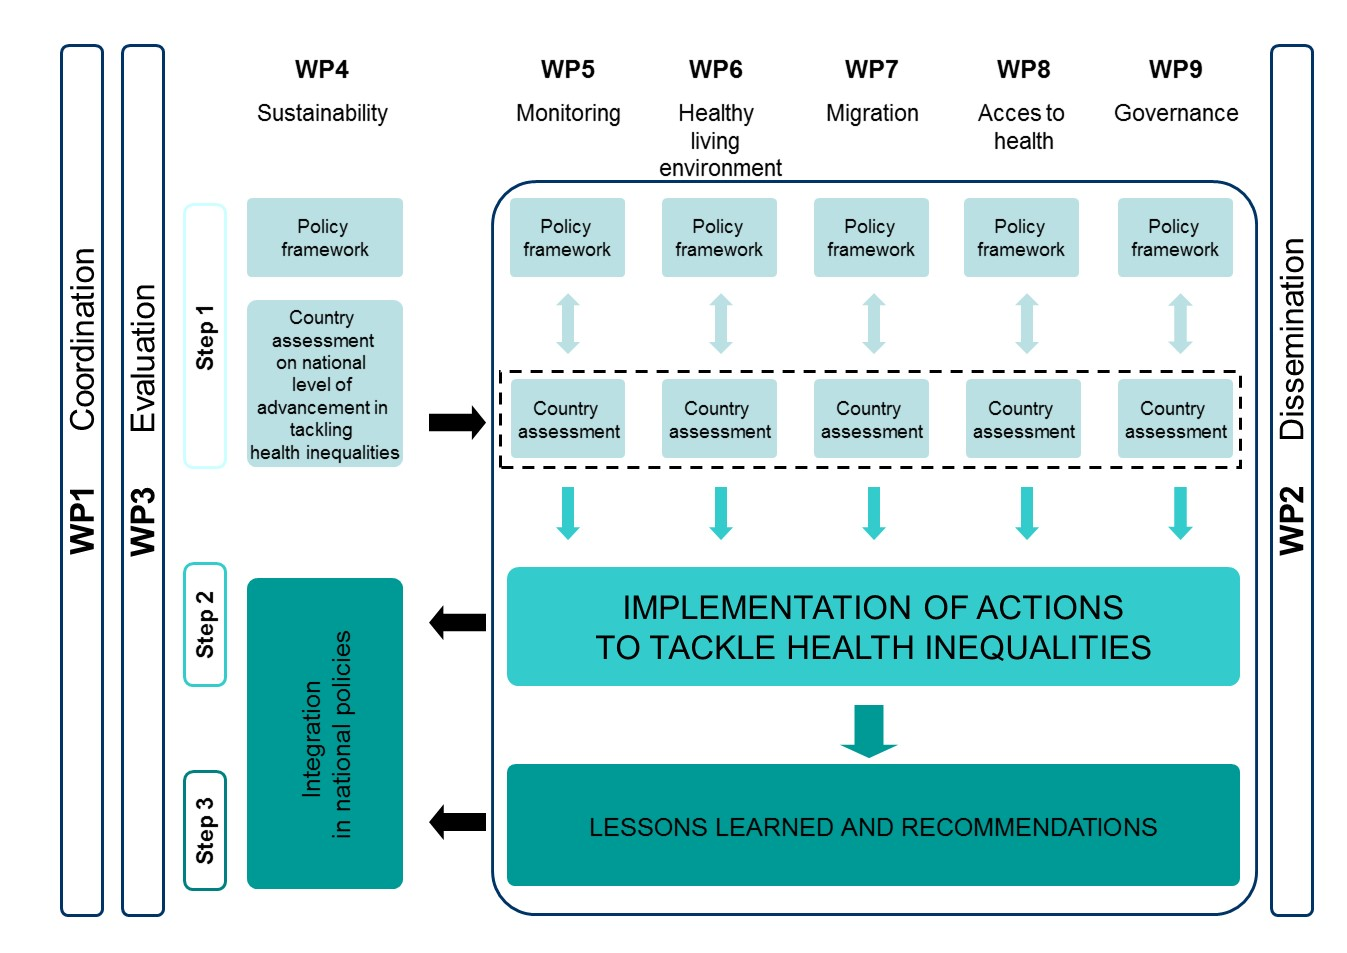 WP1 Coordination
WP3 Evaluation
WP4
Sustainability
WP5
Monitoring
WP6
Healthy
living
environment
WP7
Migration
WP8
Acces to
health
WP9
Governance
WP2 Dissemination
Step 1
Policy
framework
Policy
framework
Policy
framework
Policy
framework
Policy
framework
Policy
framework
Country
assessment
on national
level of
advancement in
tackling
health inequalities
Country
assessment
Country
assessment
Country
assessment
Country
assessment
Country
assessment
Step 2
Integration
in national policies
IMPLEMENTATION OF ACTIONS
TO TACKLE HEALTH INEQUALITIES
Step 3
LESSONS LEARNED AND RECOMMENDATIONS